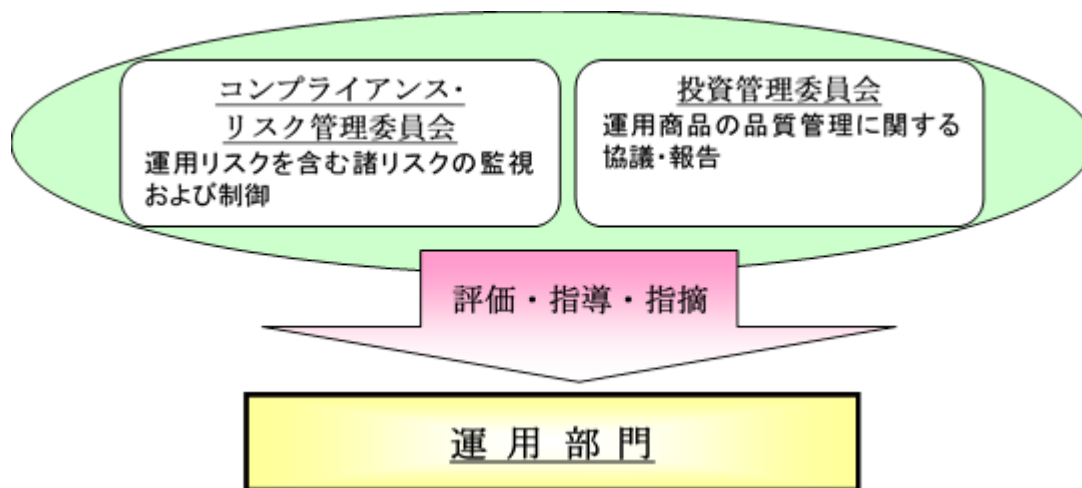 コンプライアンス・
リスク管理委員会
運用リスクを含む諸リスクの監視
および制御
投資管理委員会
運用商品の品質管理に関する
協議・報告
評価・指導・指摘
運用部門